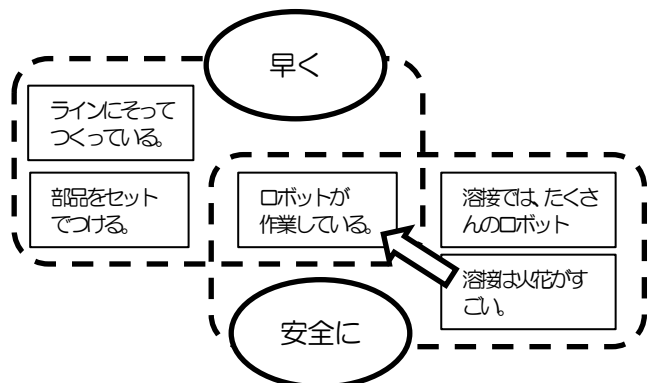 早く
ラインにそって
つくっている。
部品をセット
でつける。
ロボットが
作業している。
溶接では、たくさ
んのロボット
溶接は火花がす
ごい。
安全に